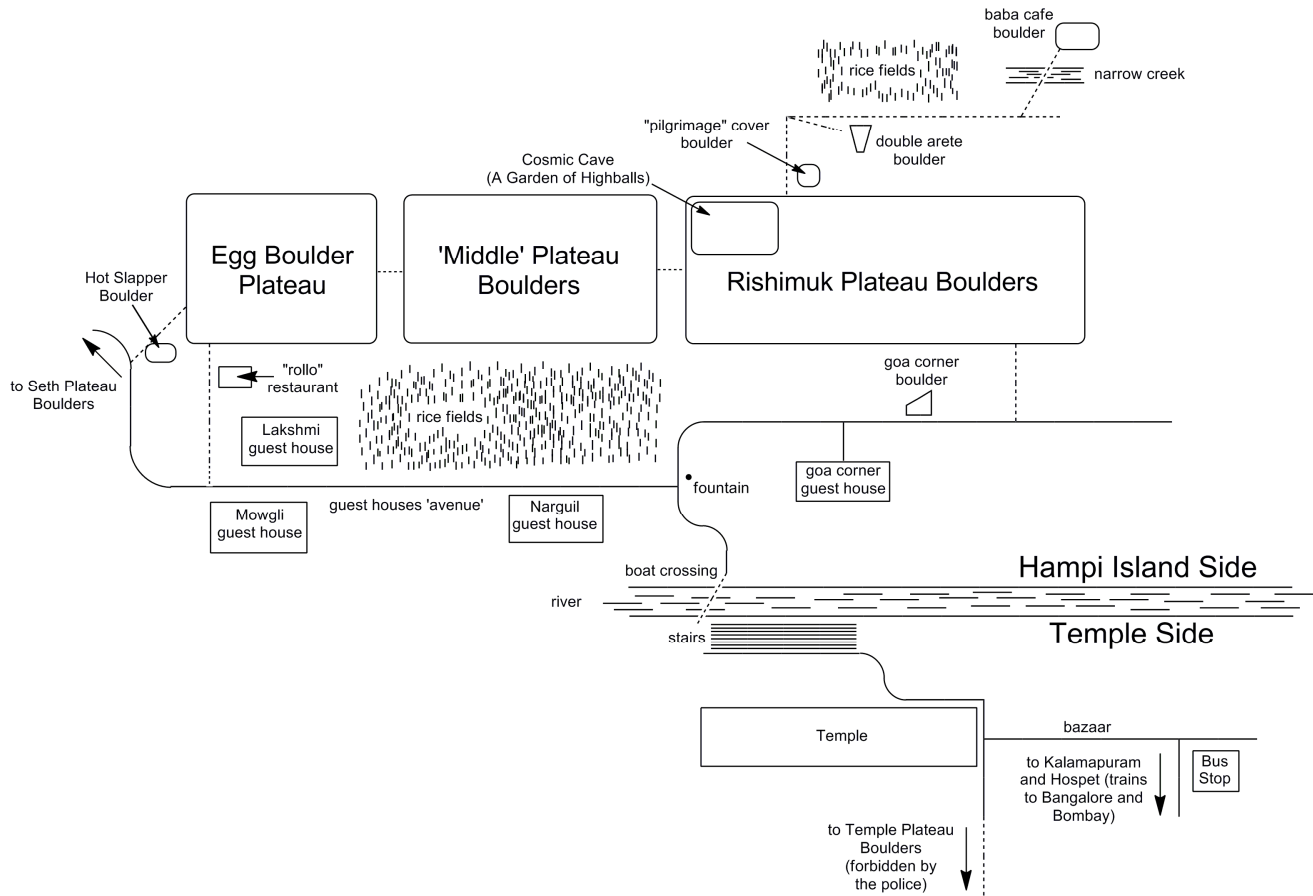 baba cafe
boulder
rice fields
narrow creek
"pilgrimage" cover
boulder
double arete
boulder
Cosmic Cave
(A Garden of Highballs)
Egg Boulder
Plateau
'Middle' Plateau
Boulders
Rishimuk Plateau Boulders
Hot Slapper
Boulder
to Seth Plateau
Boulders
"rollo"
restaurant
goa corner
boulder
rice fields
Lakshmi
guest house
goa corner
guest house
fountain
guest houses 'avenue'
Mowgli
guest house
Narguil
guest house
boat crossing
Hampi Island Side
river
stairs
Temple Side
Temple
bazaar
to Kalamapuram
and Hospet (trains
to Bangalore and
Bombay)
Bus
Stop
to Temple Plateau
Boulders
(forbidden by
the police)